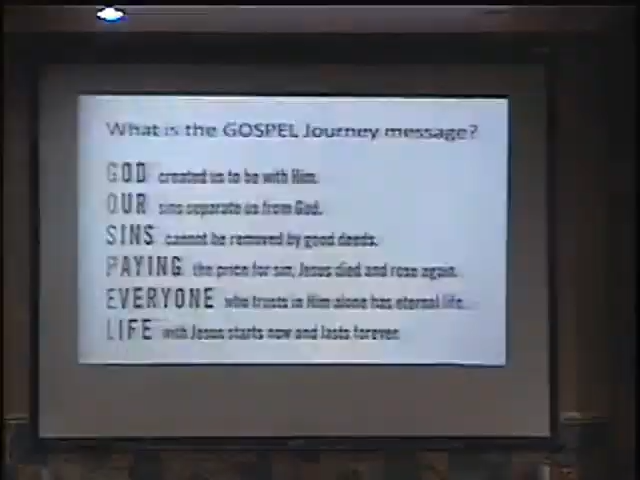 What is the GOSPEL Journey message?
GOD created us to be with Him.
OUR sins separate us from God.
SINS cannot be removed by good deeds.
PAYING the price for sin, Jesus died and rose again.
EVERYONE who trusts in Him alone has eternal life.
LIFE with Jesus starts now and lasts forever.